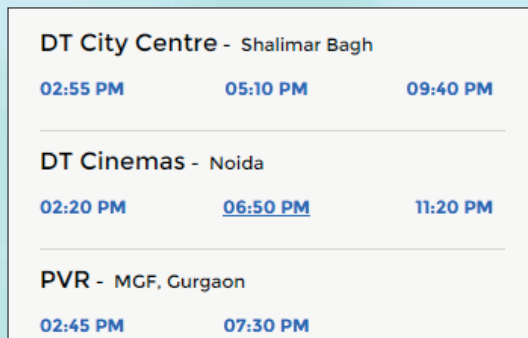 DT City Centre - Shalimar Bagh
02:55 PM 05:10 PM 09:40 PM
DT Cinemas - Noida
02:20 PM 06:50 PM 11:20 PM
PVR - MGF, Gurgaon
02:45 PM 07:30 PM